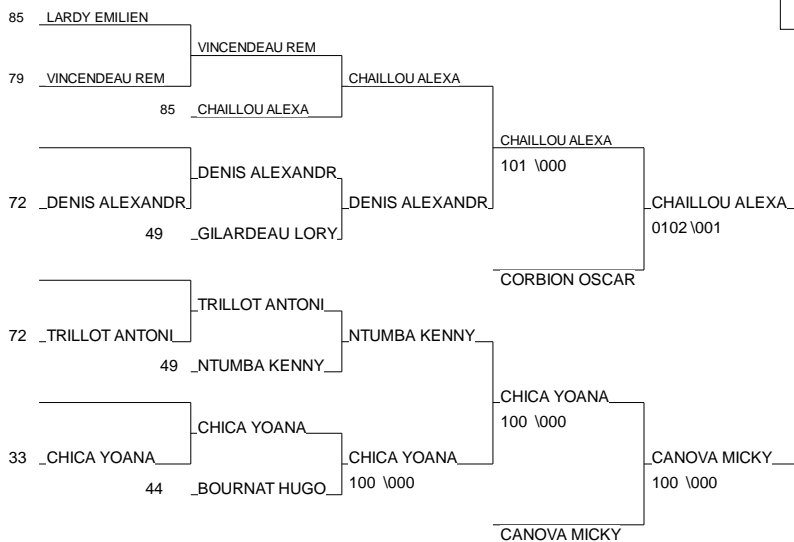 85 LARDY EMILIEN
VINCENDEAU REM
79 VINCENDEAU REM
CHAILLOU ALEXA
85 CHAILLOU ALEXA
CHAILLOU ALEXA
101 \000
DENIS ALEXANDR
72 DENIS ALEXANDR
DENIS ALEXANDR
CHAILLOU ALEXA
0102 \001
49 GILARDEAU LORY
CORBION OSCAR
TRILLOT ANTONI
72 TRILLOT ANTONI
NTUMBA KENNY
49 NTUMBA KENNY
CHICA YOANA
100 \000
CHICA YOANA
33 CHICA YOANA
CHICA YOANA
100 \000
CANOVA MICKY
100 \000
44 BOURNAT HUGO
CANOVA MICKY